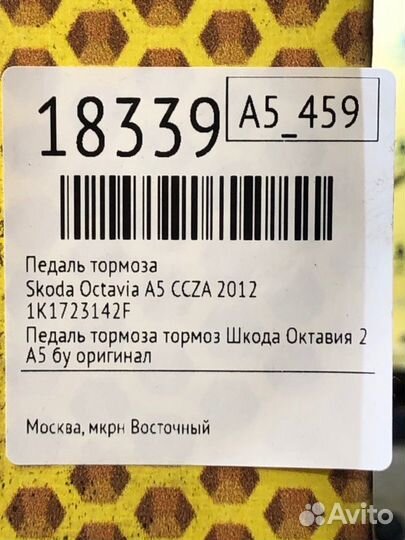 18339
A5_459
Педаль тормоза
Skoda Octavia A5 CCZA 2012
1K1723142F
Педаль тормоза тормоз Шкода Октавия 2
А5 бу оригинал
Москва, мкрн Восточный
Avito